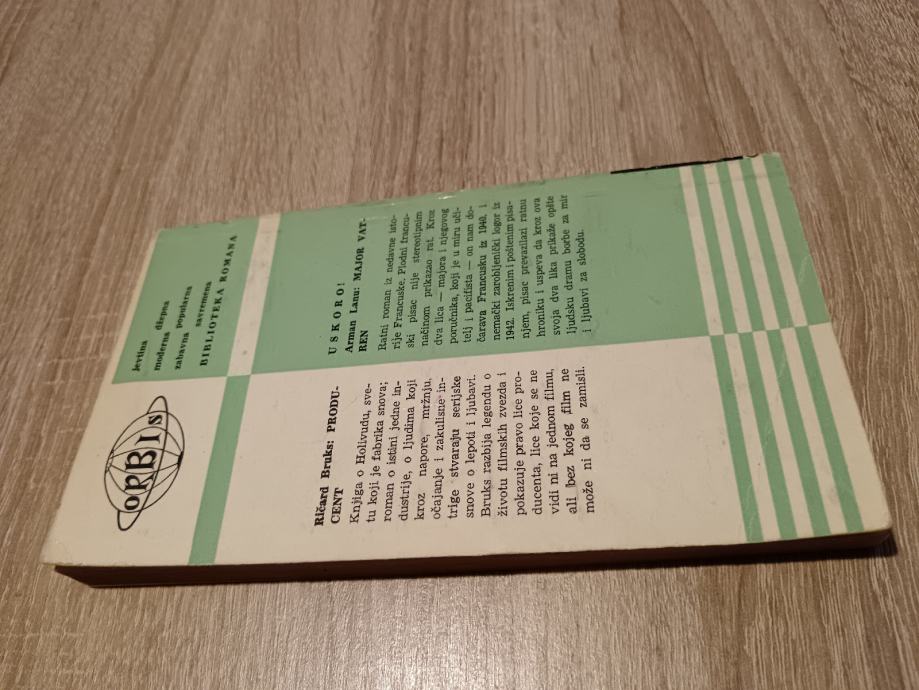 ORBIS
jevtina
moderna džepna
zabavna popularna
savremena
BIBLIOTEKA ROMANA
Ričard Bruks: PRODU-
CENT
Knjiga o Holivudu, sve-
tu koji je fabrika snova;
roman o istini jedne in-
dustrije, o ljudima koji
kroz napore, mržnju,
očajanje i zakulisne in-
trige stvaraju serijske
snove o lepoti i ljubavi.
Bruks razbija legendu o
životu filmskih zvezda i
pokazuje pravo lice pro-
ducenta, lice koje se ne
vidi ni na jednom filmu,
ali bez kojeg film ne
može ni da se zamisli.
USKORO!
Arman Lanu: MAJOR VAT-
REN
Ratni roman iz nedavne isto-
rije Francuske. Plodni francu-
ski pisac nije stereotipnim
načinom prikazao rat. Kroz
dva lica — majora i njegovog
poručnika, koji je u miru uči-
telj i pacifista — on nam do-
čarava Francusku iz 1940. i
nemački zarobljenički logor iz
1942. Iskrenim i poštenim pisa-
njem, pisac prevazilazi ratnu
hroniku i uspeva da kroz ova
svoja dva lika prikaže opšte
ljudsku dramu borbe za mir
i ljubavi za slobodu.